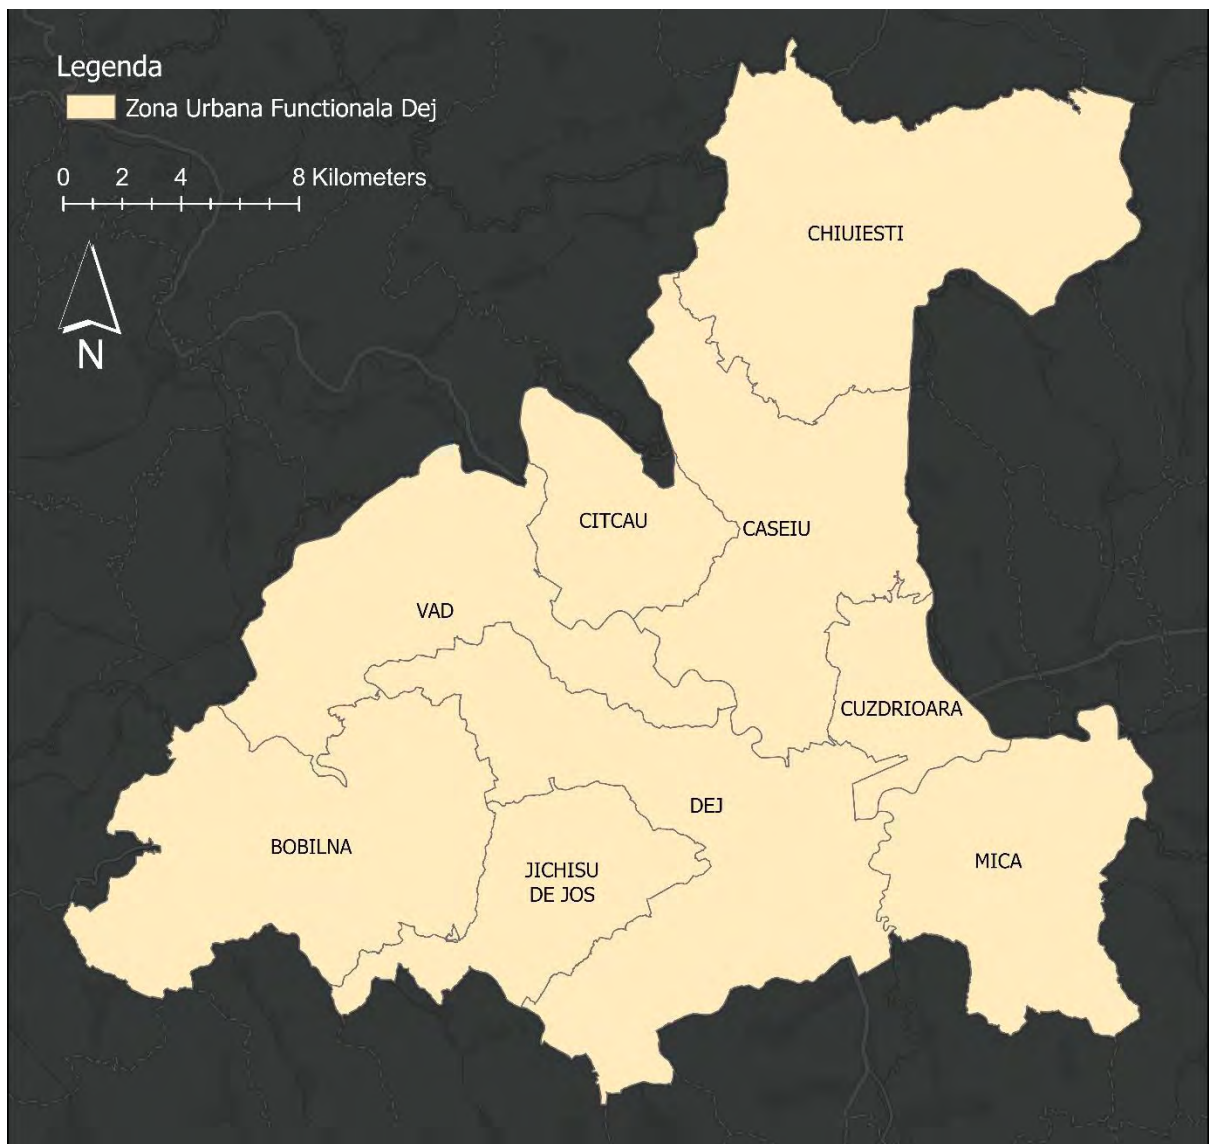 Legenda
Zona Urbana Functionala Dej
0 2 4 8 Kilometers
N
CHIUIESTI
CITCAU
CASEIU
VAD
CUZDRIOARA
DEJ
BOBILNA
JICHISU
DE JOS
MICA